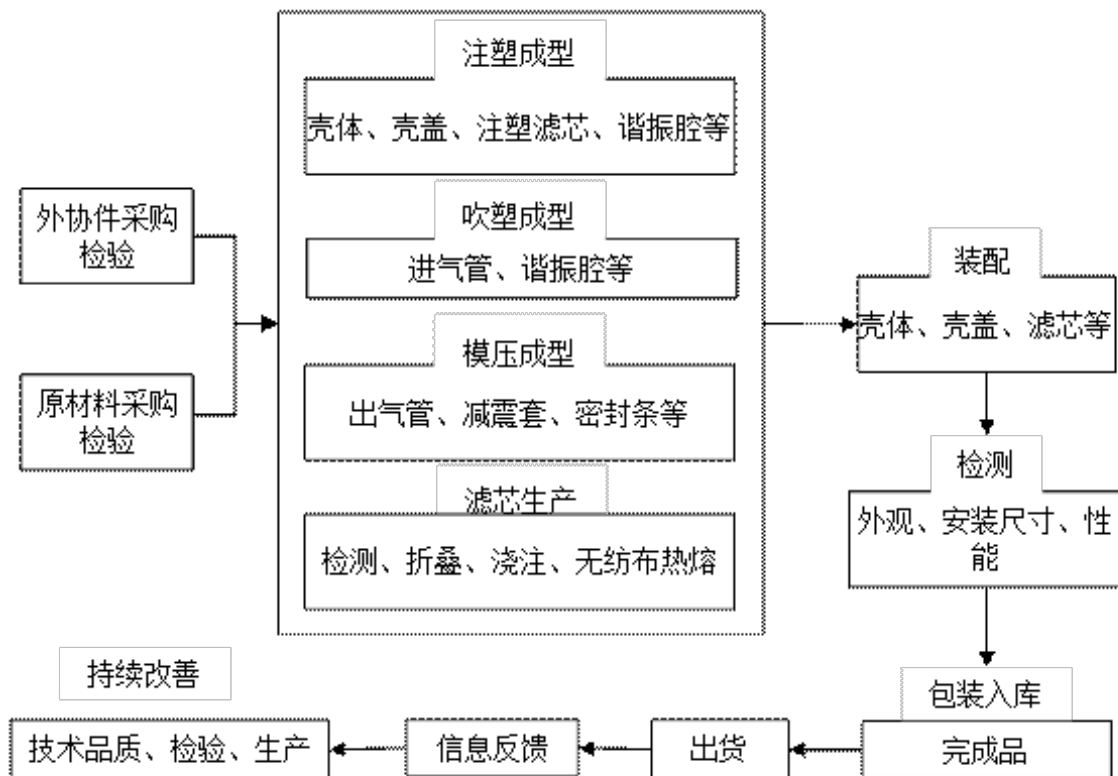 注塑成型
壳体、壳盖、注塑滤芯、谐振腔等
外协件采购
检验
吹塑成型
进气管、谐振腔等
原材料采购
检验
模压成型
出气管、减震套、密封条等
滤芯生产
检测、折叠、浇注、无纺布热熔
装配
壳体、壳盖、滤芯等
检测
外观、安装尺寸、性
能
包装入库
完成品
出货
信息反馈
持续改善
技术品质、检验、生产